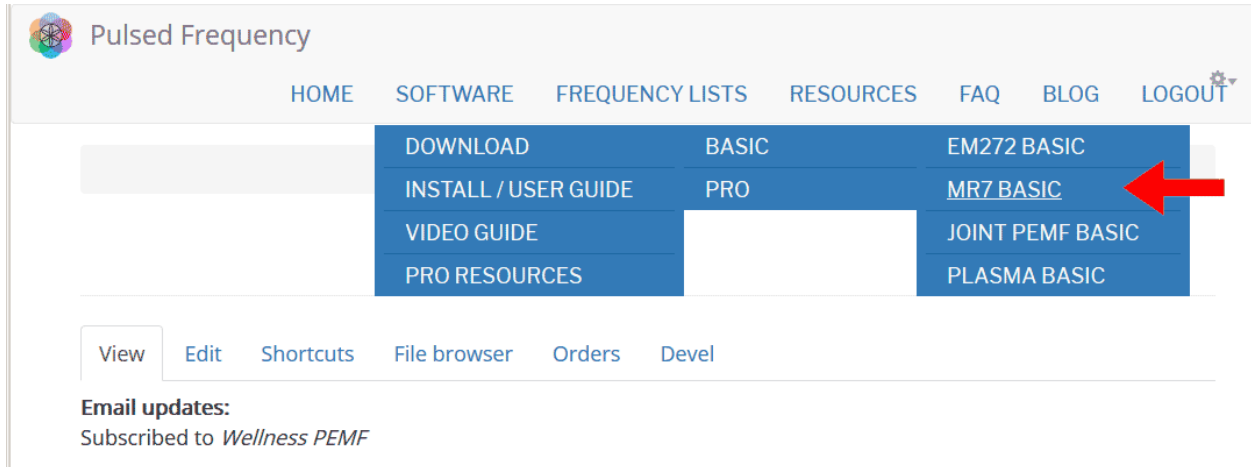 Pulsed Frequency
HOME SOFTWARE FREQUENCY LISTS RESOURCES FAQ BLOG LOGOUT
DOWNLOAD BASIC EM272 BASIC
INSTALL / USER GUIDE PRO MR7 BASIC
VIDEO GUIDE JOINT PEMF BASIC
PRO RESOURCES PLASMA BASIC
View Edit Shortcuts File browser Orders Devel
Email updates:
Subscribed to Wellness PEMF